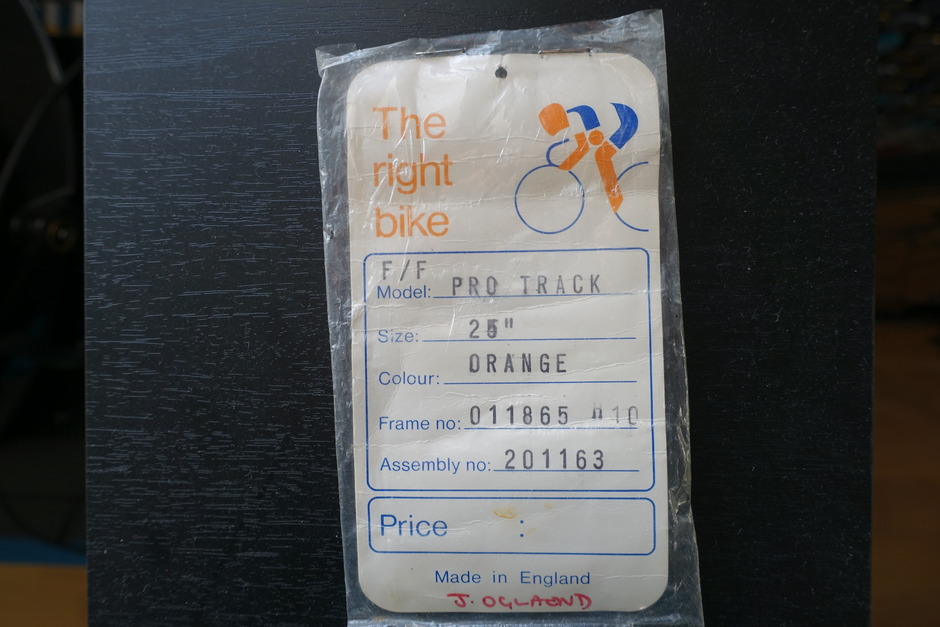 The
right
bike
F/F
Model: PRO TRACK
Size: 25"
Colour: ORANGE
Frame no: 011865
Assembly no: 201163
Price :
Made in England
J. OGLAEND